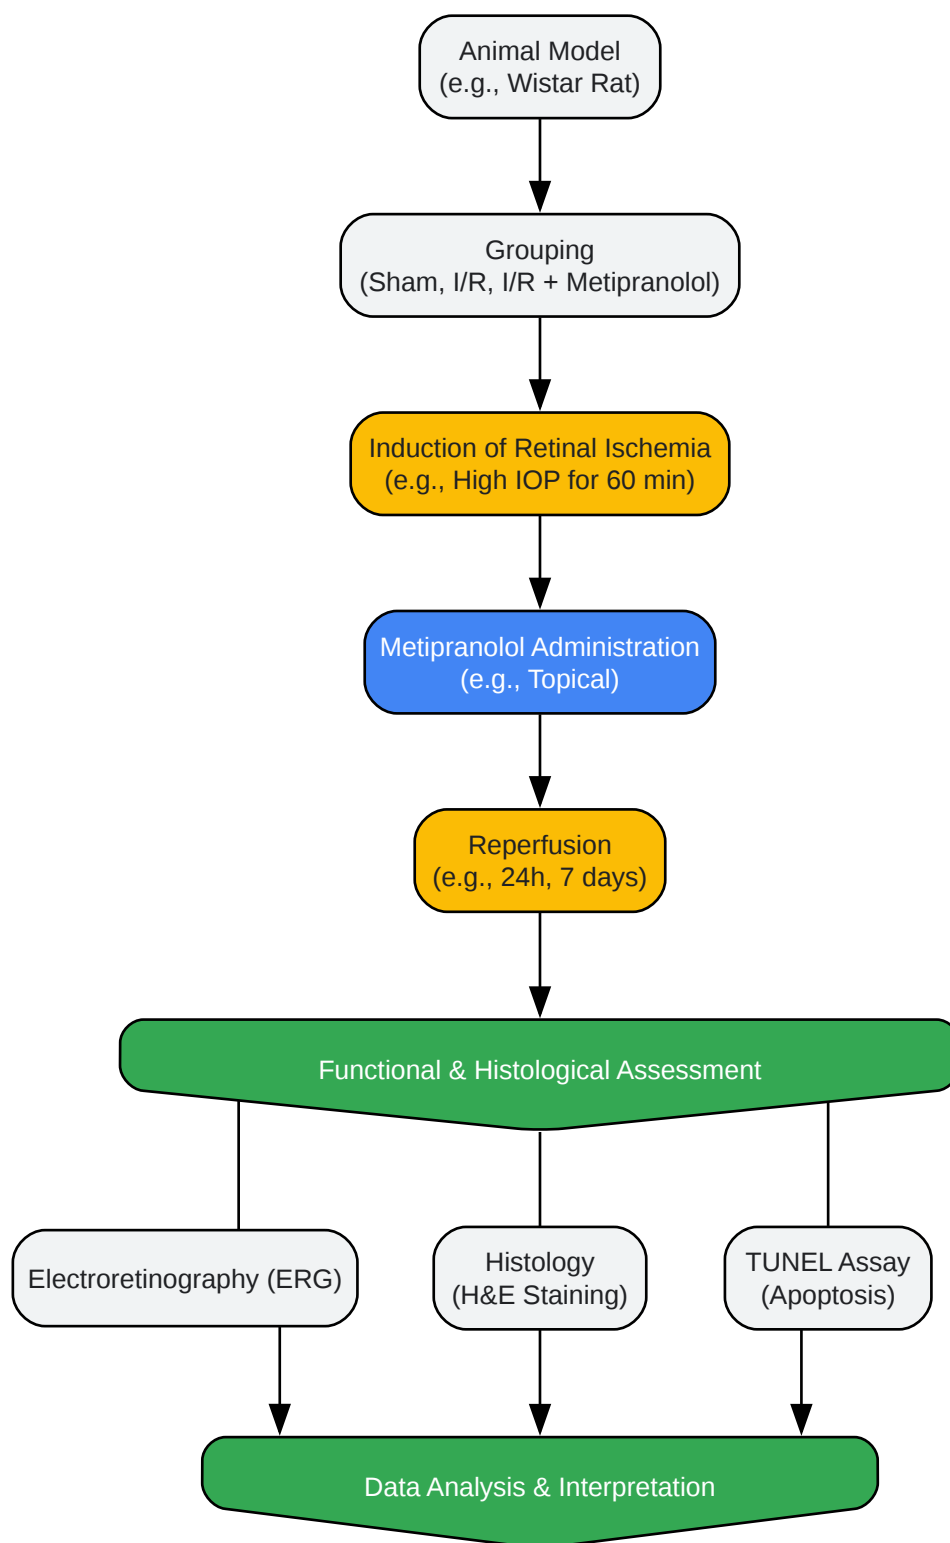 Animal Model
(e.g., Wistar Rat)
Grouping
(Sham, I/R, I/R + Metipranolol)
Induction of Retinal Ischemia
(e.g., High IOP for 60 min)
Metipranolol Administration
(e.g., Topical)
Reperfusion
(e.g., 24h, 7 days)
Functional & Histological Assessment
Electroretinography (ERG)
Histology
(H&E Staining)
TUNEL Assay
(Apoptosis)
Data Analysis & Interpretation